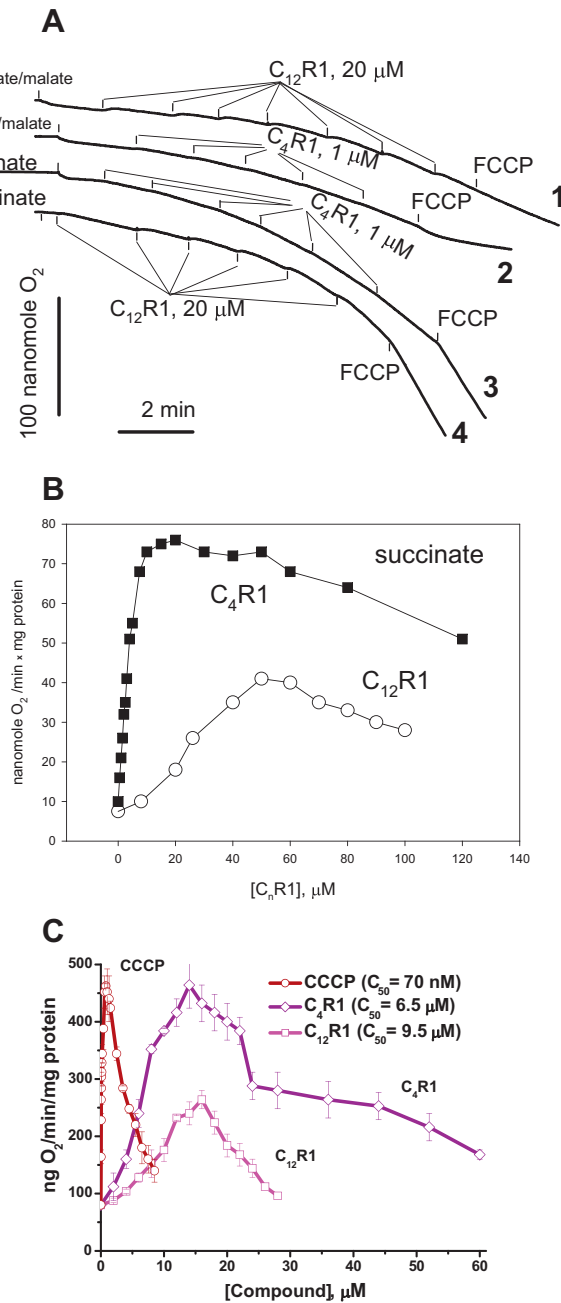 A
C12R1, 20 μM
ate/malate
/malate
C4R1, 1 μM
FCCP
nate
inate
C4R1, 1 μM
FCCP
1
2
C12R1, 20 μM
FCCP
FCCP
3
100 nanomole O2
2 min
4
B
80
70
60
50
40
30
20
10
0
succinate
C4R1
C12R1
nanomole O2 /min x mg protein
0 20 40 60 80 100 120 140
[CnR1], μM
C
500
400
300
200
100
0
CCCP
CCCP (C50= 70 nM)
C4R1 (C50= 6.5 μM)
C12R1 (C50= 9.5 μM)
C4R1
C12R1
ng O2/min/mg protein
0 10 20 30 40 50 60
[Compound], μM